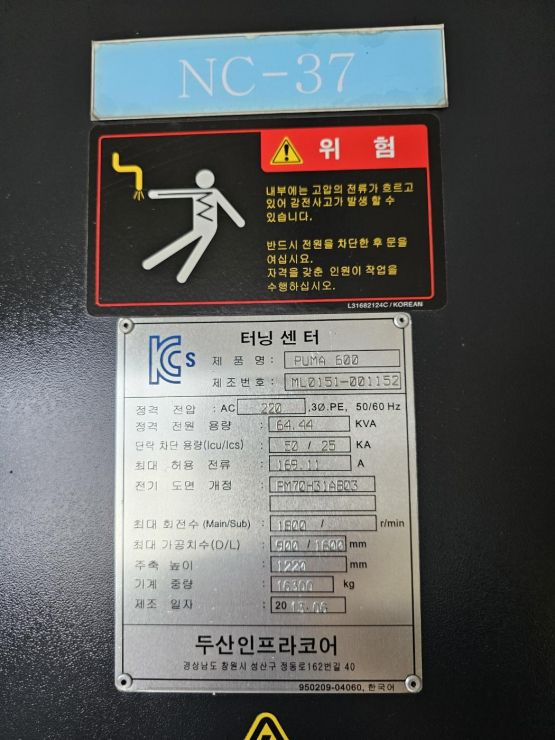 NC-37
위 험
내부에는 고압의 전류가 흐르고
있어 감전사고가 발생 할 수
있습니다.
반드시 전원을 차단한 후 문을
여십시요.
자격을 갖춘 인원이 작업을
수행하십시오.
L31682124C / KOREAN
KCs
터닝 센터
제 품 명 : PUMA 600
제조번호 : ML0151-001152
정격 전압 : AC 220 ,3Ø.PE, 50/60 Hz
정격 전원 용량 : 64.44 KVA
단락 차단 용량(Icu/Ics) : 50 / 25 KA
최대 허용 전류 : 169.11 A
전기 도면 개정 : RM70H31AB03
최대 회전수 (Main/Sub) : 1800 / r/min
최대 가공치수(D/L) : 900 / 1600 mm
주축 높이 : 1220 mm
기계 중량 : 16300 kg
제조 일자 : 20 13.06
두산인프라코어
경상남도 창원시 성산구 정동로162번길 40
950209-04060, 한국어